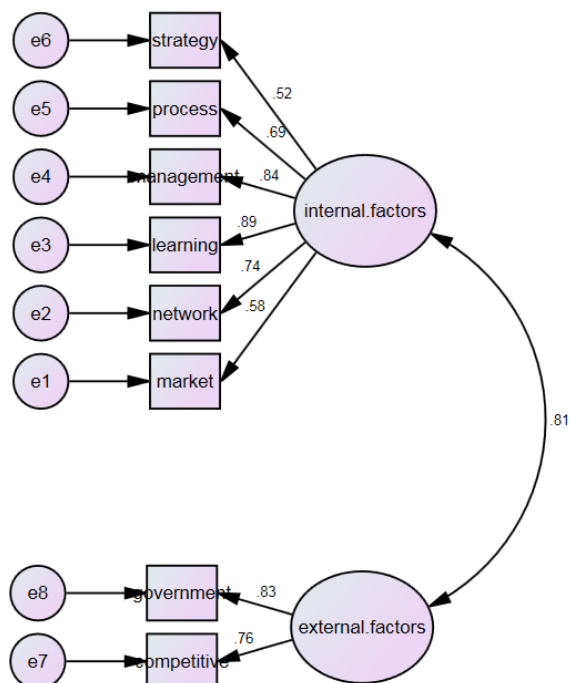 e6
strategy
.52
e5
process
.69
e4
management
.84
internal.factors
e3
learning
.89
.74
e2
network
.58
e1
market
.81
e8
government
.83
external.factors
e7
competitive
.76